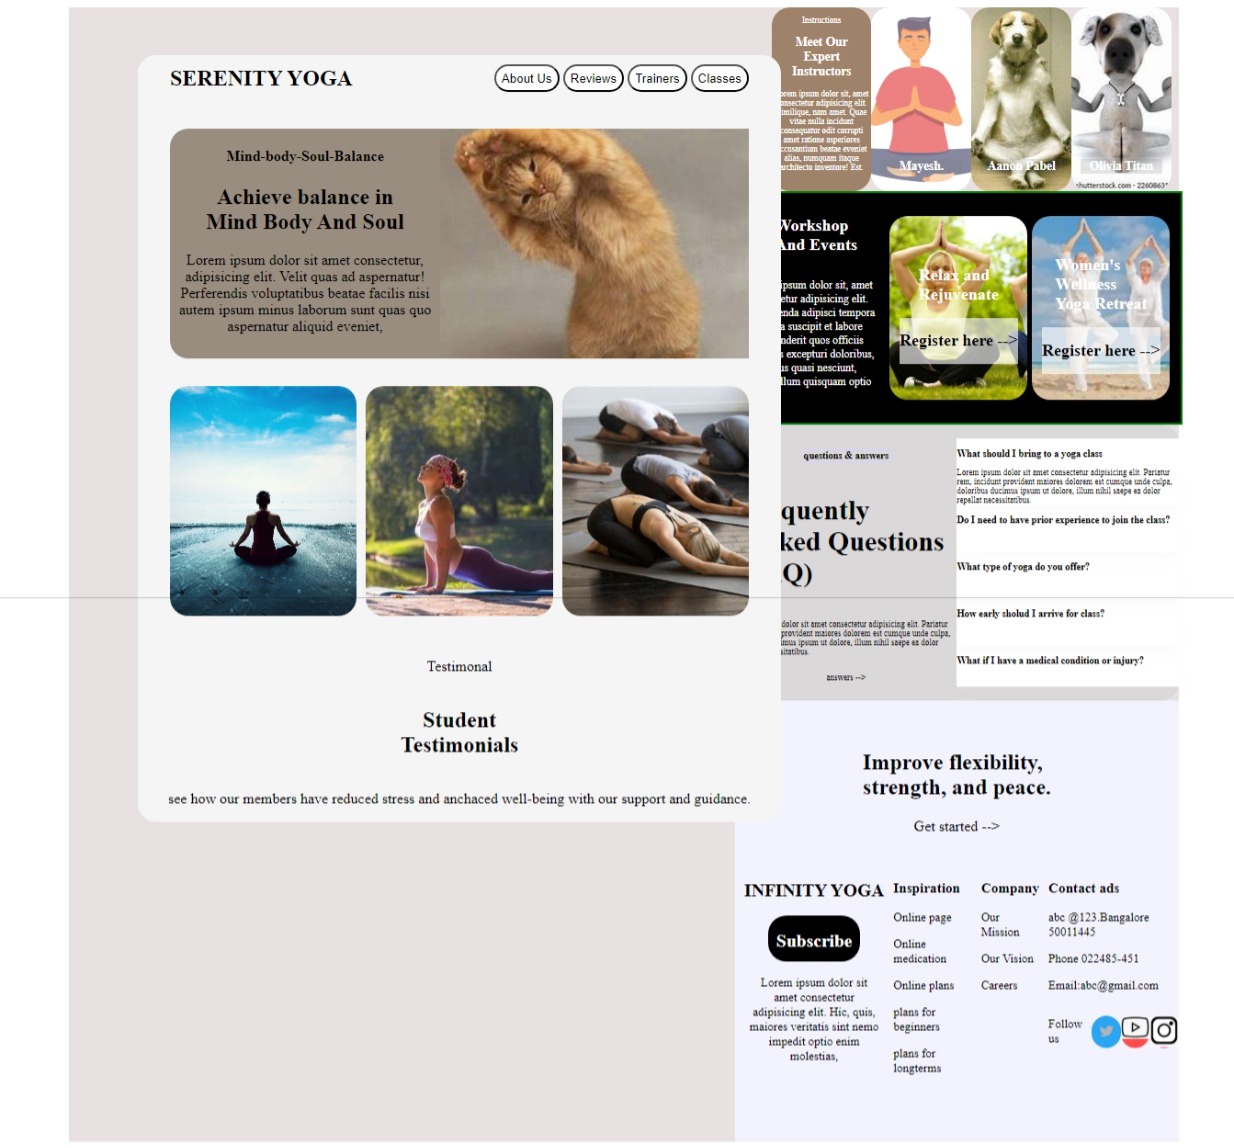 SERENITY YOGA
About Us
Reviews
Trainers
Classes
Mind-body-Soul-Balance
Achieve balance in
Mind Body And Soul
Lorem ipsum dolor sit amet consectetur,
adipisicing elit. Velit quas ad aspernatur!
Perferendis voluptatibus beatae facilis nisi
autem ipsum minus laborum sunt quas quo
aspernatur aliquid eveniet,
Testimonal
Student
Testimonials
see how our members have reduced stress and anchaced well-being with our support and guidance.
Instructions
Meet Our
Expert
Instructors
orem ipsum dolor sit, amet
onsectetur adipisicing elit.
imilique, nam amet. Quae
vitae nulla incidunt
consequatur odit corrupti
amet ratione asperiores
ccusantium beatae eveniet
alias, numquam itaque
architecto inventore! Est.
Mayesh.
Aanon Pabel
Olivia Titan
shutterstock.com · 2260863
Workshop
And Events
ipsum dolor sit, amet
etur adipisicing elit.
enda adipisci tempora
a suscipit et labore
nderit quos officiis
s excepturi doloribus,
us quasi nesciunt,
illum quisquam optio
Relax and
Rejuvenate
Register here -->
Women's
Wellness
Yoga Retreat
Register here -->
questions & answers
quently
ked Questions
Q)
dolor sit amet consectetur adipisicing elit. Pariatur
provident maiores dolorem est cumque unde culpa,
imus ipsum ut dolore, illum nihil saepe ea dolor
sitatibus.
answers -->
What should I bring to a yoga class
Lorem ipsum dolor sit amet consectetur adipisicing elit. Pariatur
rem, incidunt provident maiores dolorem est cumque unde culpa,
doloribus ducimus ipsum ut dolore, illum nihil saepe ea dolor
repellat necessitatibus.
Do I need to have prior experience to join the class?
What type of yoga do you offer?
How early sholud I arrive for class?
What if I have a medical condition or injury?
Improve flexibility,
strength, and peace.
Get started -->
INFINITY YOGA
Subscribe
Lorem ipsum dolor sit
amet consectetur
adipisicing elit. Hic, quis,
maiores veritatis sint nemo
impedit optio enim
molestias,
Inspiration
Online page
Online
medication
Online plans
plans for
beginners
plans for
longterms
Company
Our
Mission
Our Vision
Careers
Contact ads
abc @123.Bangalore
50011445
Phone 022485-451
Email:abc@gmail.com
Follow
us